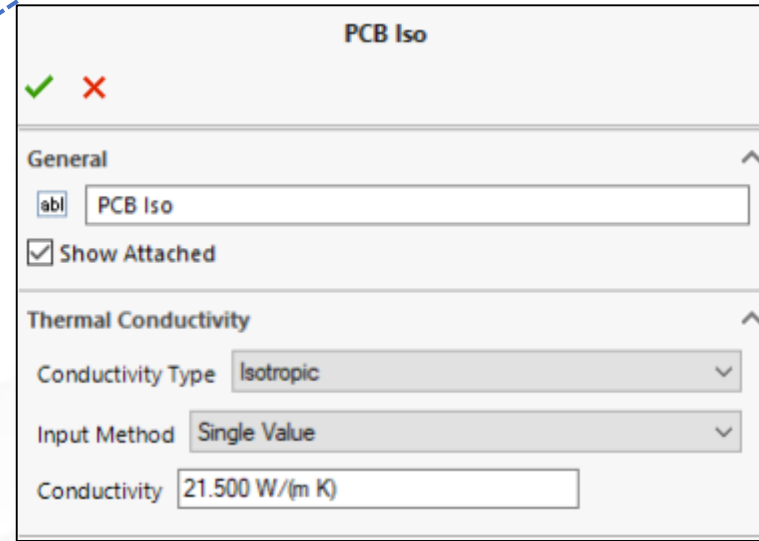 PCB Iso
General
abl PCB Iso
Show Attached
Thermal Conductivity
Conductivity Type Isotropic
Input Method Single Value
Conductivity 21.500 W/(m K)